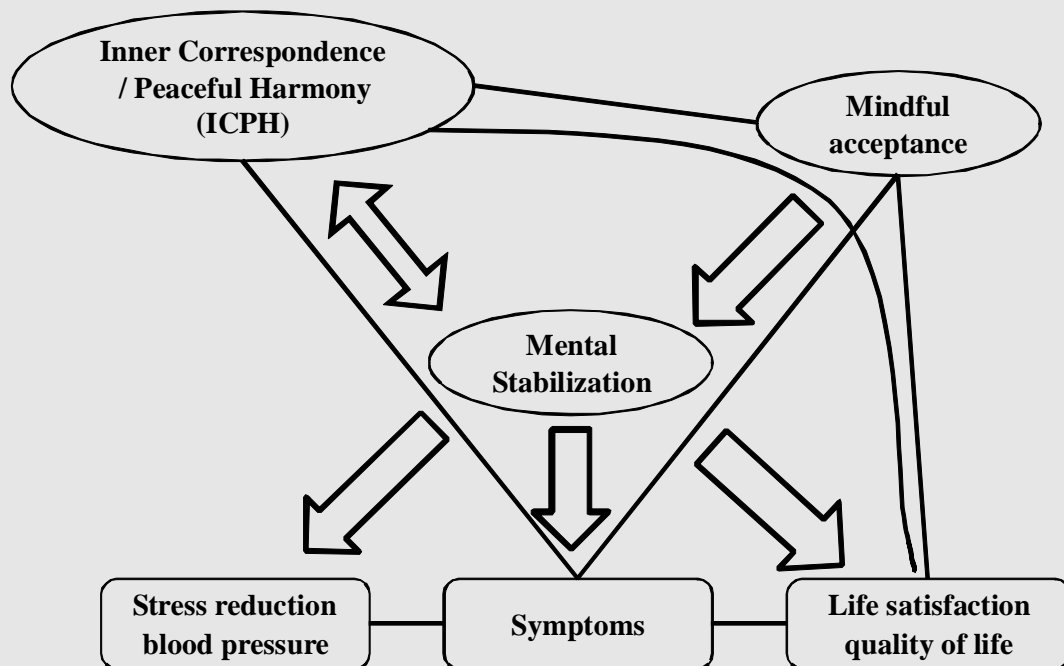 Inner Correspondence
/ Peaceful Harmony
(ICPH)
Mindful
acceptance
Mental
Stabilization
Stress reduction
blood pressure
Symptoms
Life satisfaction
quality of life